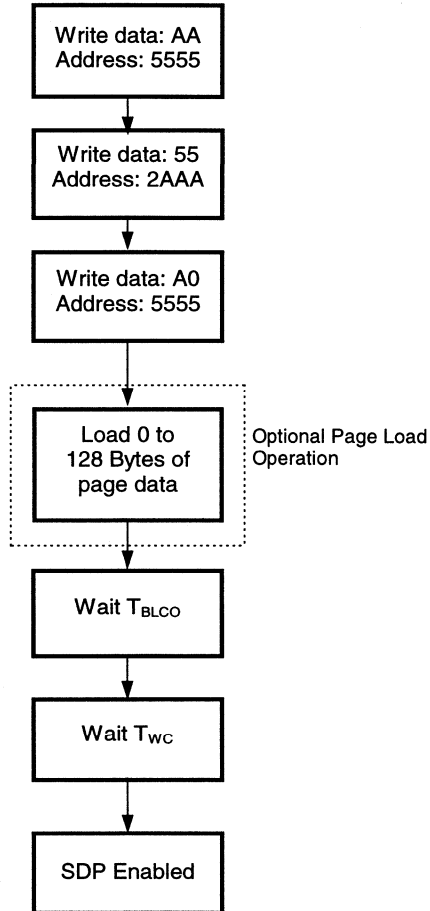 Write data: AA
Address: 5555
Write data: 55
Address: 2AAA
Write data: A0
Address: 5555
Load 0 to
128 Bytes of
page data
Optional Page Load
Operation
Wait TBLCO
Wait TWC
SDP Enabled